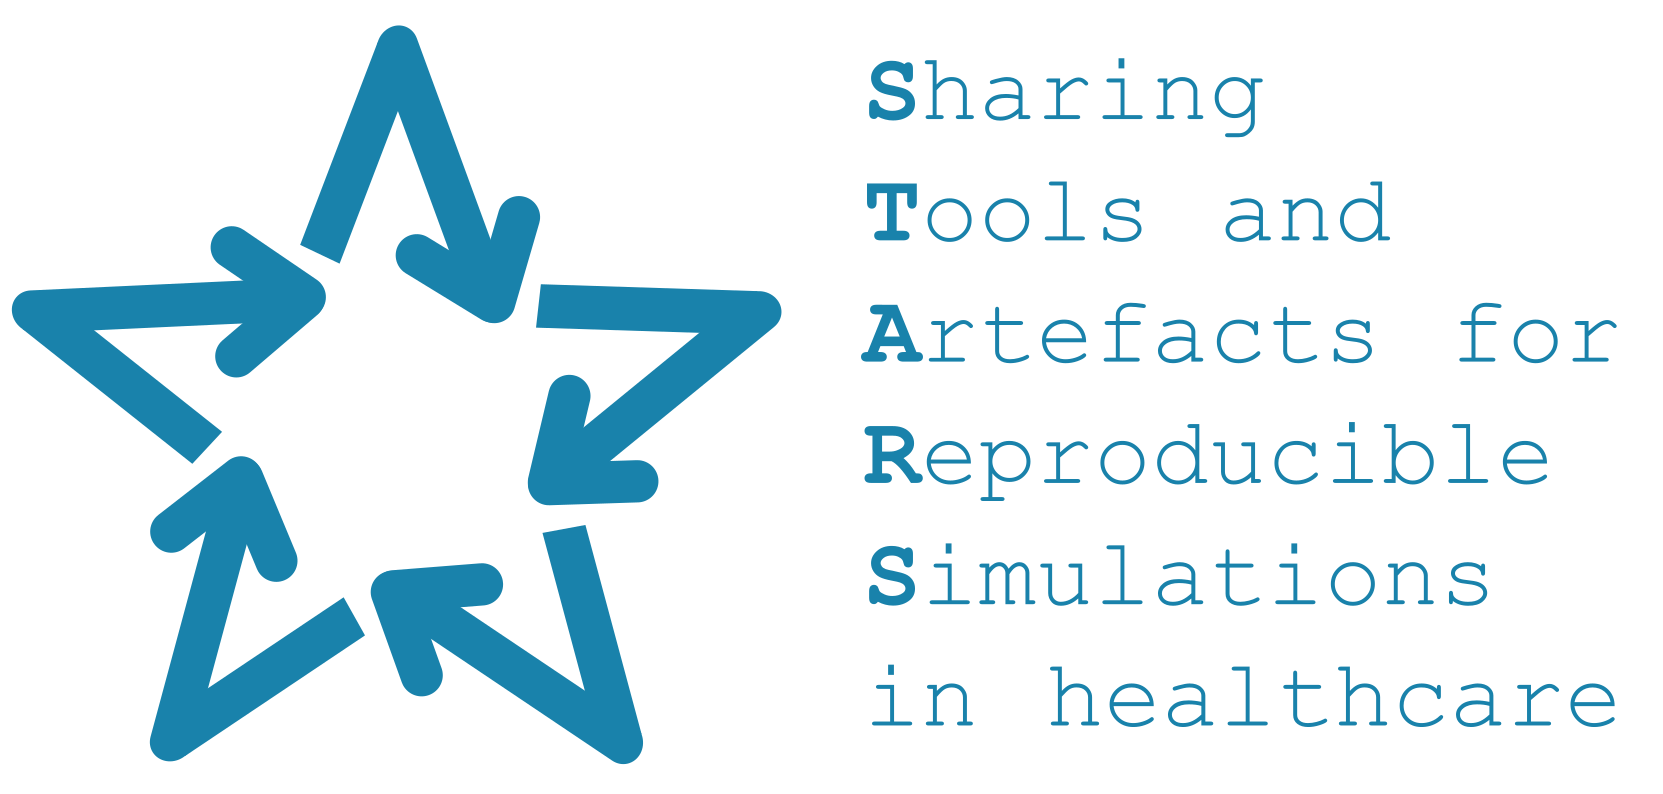 Sharing
Tools and
Artefacts for
Reproducible
Simulations
in healthcare